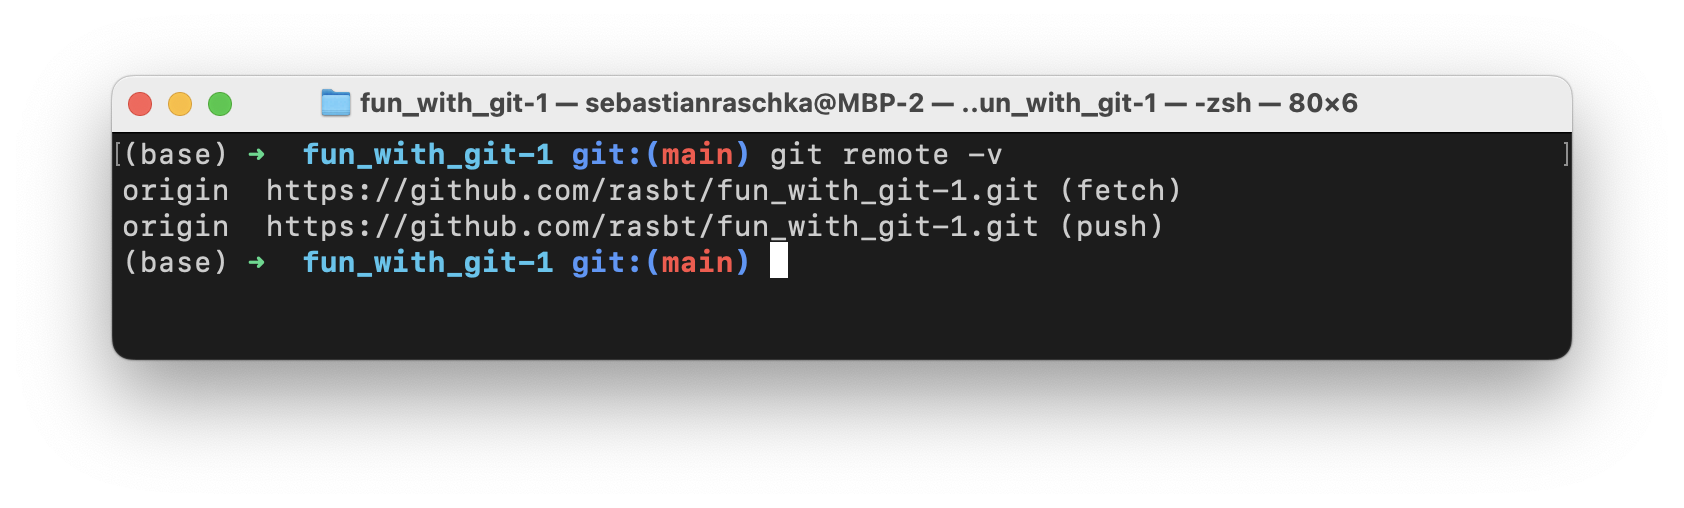 fun_with_git-1 — sebastianraschka@MBP-2 — ..un_with_git-1 — -zsh — 80×6
[(base) ➜  fun_with_git-1 git:(main) git remote -v ]
origin  https://github.com/rasbt/fun_with_git-1.git (fetch)
origin  https://github.com/rasbt/fun_with_git-1.git (push)
(base) ➜  fun_with_git-1 git:(main)